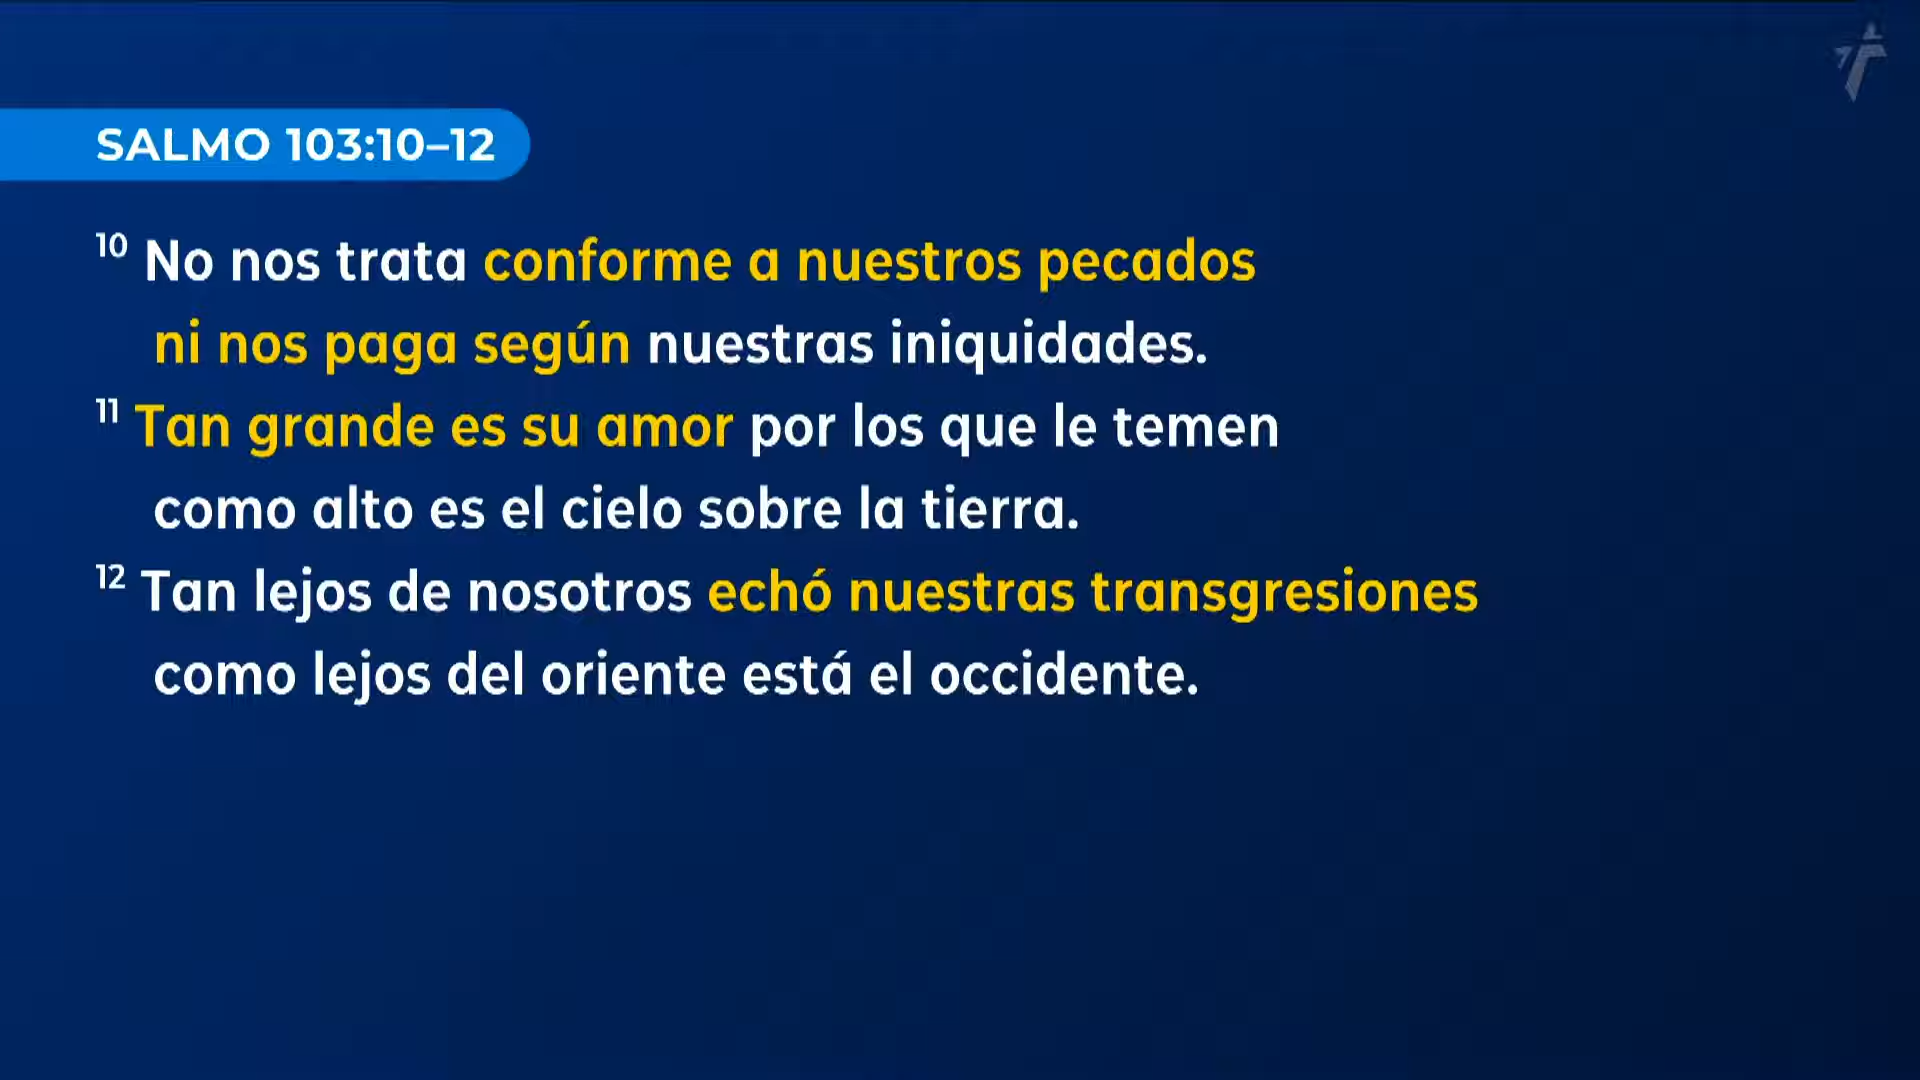 SALMO 103:10–12
10 No nos trata conforme a nuestros pecados
ni nos paga según nuestras iniquidades.
11 Tan grande es su amor por los que le temen
como alto es el cielo sobre la tierra.
12 Tan lejos de nosotros echó nuestras transgresiones
como lejos del oriente está el occidente.